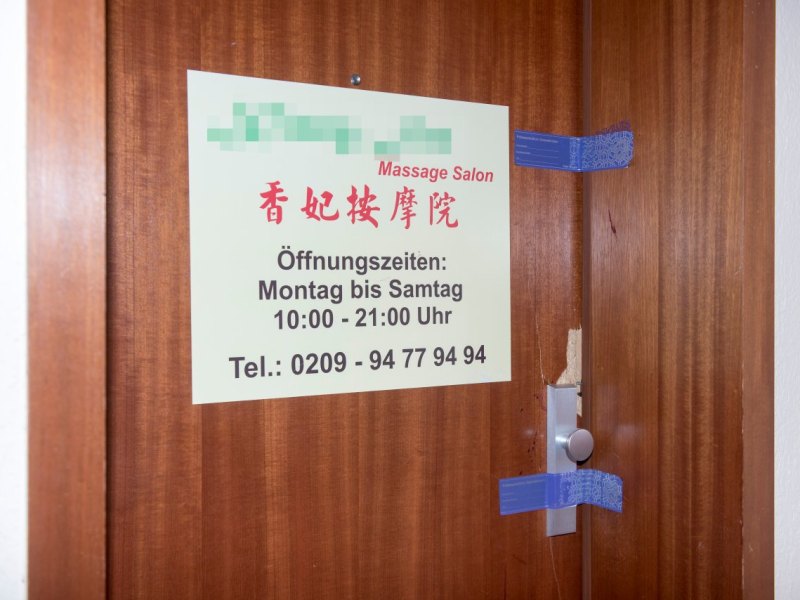 Massage Salon
香妃按摩院
Öffnungszeiten:
Montag bis Samtag
10:00 - 21:00 Uhr
Tel.: 0209 - 94 77 94 94